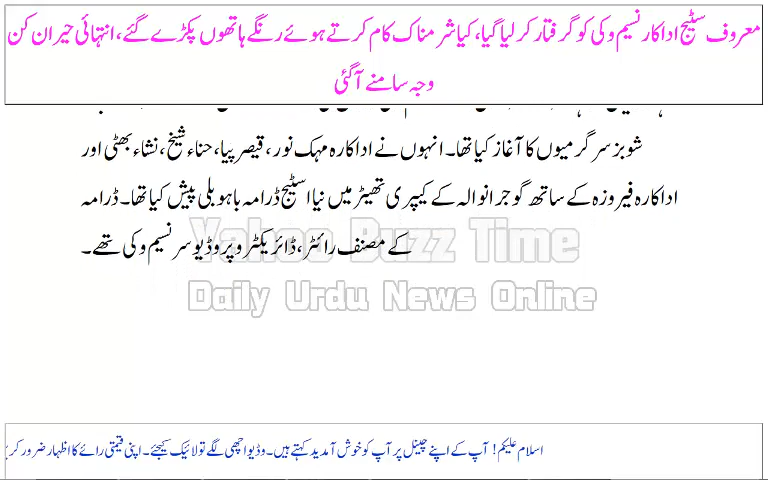 معروف سٹیج اداکار نسیم وکی کو گرفتار کر لیا گیا، کیا شرمناک کام کرتے ہوئے رنگے ہاتھوں پکڑے گئے، انتہائی حیران کن
وجہ سامنے آگئی
شوبز سرگرمیوں کا آغاز کیا تھا۔ انہوں نے اداکارہ مہک نور، قیصر پیا، حناء شیخ، نشاء بھٹی اور
اداکارہ فیروزہ کے ساتھ گوجرانوالہ کے کیپری تھیٹر میں نیا اسٹیج ڈرامہ باہو بلی پیش کیا تھا۔ ڈرامہ
کے مصنف رائٹر، ڈائریکٹر و پروڈیوسر نسیم وکی تھے۔
Yahoo Buzz Time
Daily Urdu News Online
اسلام علیکم! آپ کے اپنے چینل پر آپ کو خوش آمدید کہتے ہیں۔ وڈیو اچھی لگے تو لائیک کیجئے۔ اپنی قیمتی رائے کا اظہار ضرور